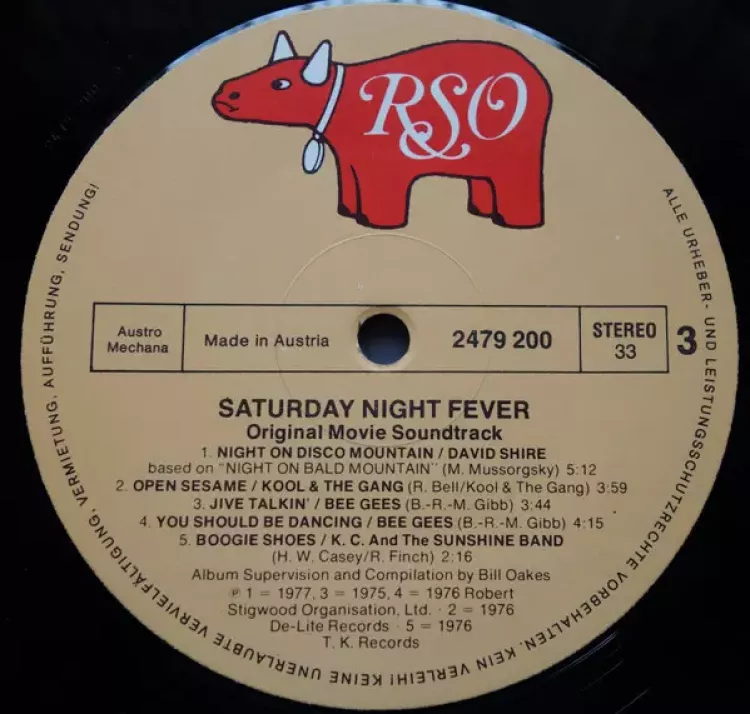 RSO
Austro
Mechana
Made in Austria
2479 200
STEREO
33
3
SATURDAY NIGHT FEVER
Original Movie Soundtrack
1. NIGHT ON DISCO MOUNTAIN / DAVID SHIRE
based on "NIGHT ON BALD MOUNTAIN" (M. Mussorgsky) 5:12
2. OPEN SESAME / KOOL & THE GANG (R. Bell/Kool & The Gang) 3:59
3. JIVE TALKIN' / BEE GEES (B.-R.-M. Gibb) 3:44
4. YOU SHOULD BE DANCING / BEE GEES (B.-R.-M. Gibb) 4:15
5. BOOGIE SHOES / K. C. And The SUNSHINE BAND
(H. W. Casey/R. Finch) 2:16
Album Supervision and Compilation by Bill Oakes
℗ 1 = 1977, 3 = 1975, 4 = 1976 Robert
Stigwood Organisation, Ltd. · 2 = 1976
De-Lite Records · 5 = 1976
T. K. Records
ALLE URHEBER- UND LEISTUNGSSCHUTZRECHTE VORBEHALTEN. KEIN VERLEIH! KEINE UNERLAUBTE VERVIELFÄLTIGUNG, VERMIETUNG, AUFFÜHRUNG, SENDUNG!